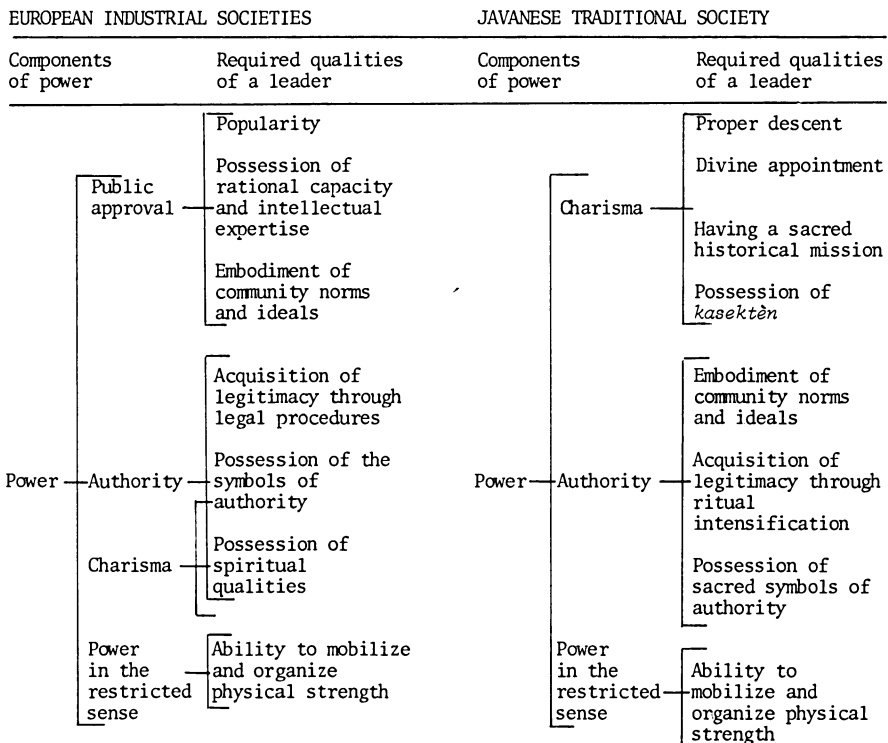 EUROPEAN INDUSTRIAL SOCIETIES
Components
of power
Required qualities
of a leader
Popularity
Public
approval
Possession of
rational capacity
and intellectual
expertise
Embodiment of
community norms
and ideals
Power
Authority
Acquisition of
legitimacy through
legal procedures
Possession of the
symbols of
authority
Charisma
Possession of
spiritual
qualities
Power
in the
restricted
sense
Ability to mobilize
and organize
physical strength
JAVANESE TRADITIONAL SOCIETY
Components
of power
Required qualities
of a leader
Charisma
Proper descent
Divine appointment
Having a sacred
historical mission
Possession of
kasektèn
Power
Authority
Embodiment of
community norms
and ideals
Acquisition of
legitimacy through
ritual
intensification
Possession of
sacred symbols of
authority
Power
in the
restricted
sense
Ability to
mobilize and
organize physical
strength